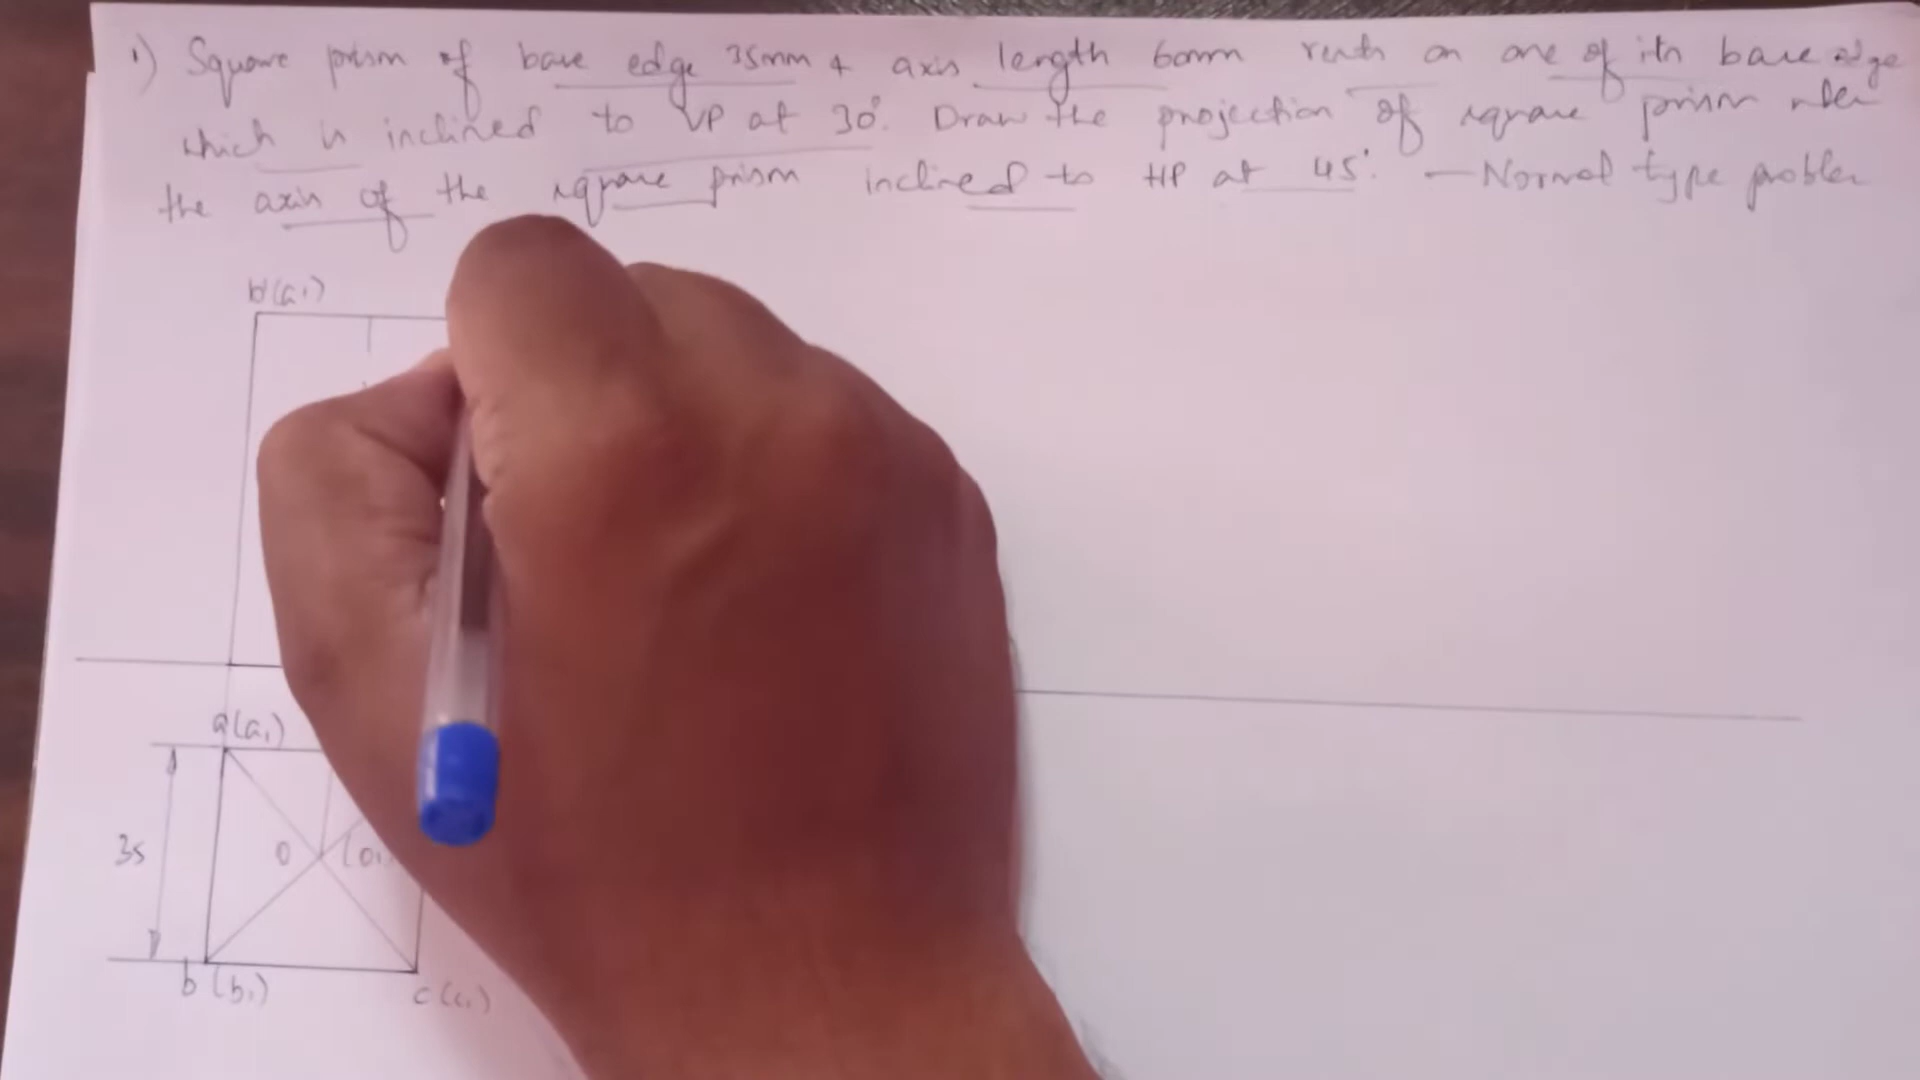 1) Square prism of base edge 35mm & axis length 60mm rests on one of its base edge
which is inclined to VP at 30°. Draw the projection of square prism when
the axis of the square prism inclined to HP at 45°. — Normal type problem
b'(a')
a(a₁)
35
O (o₁)
b (b₁) c (c₁)